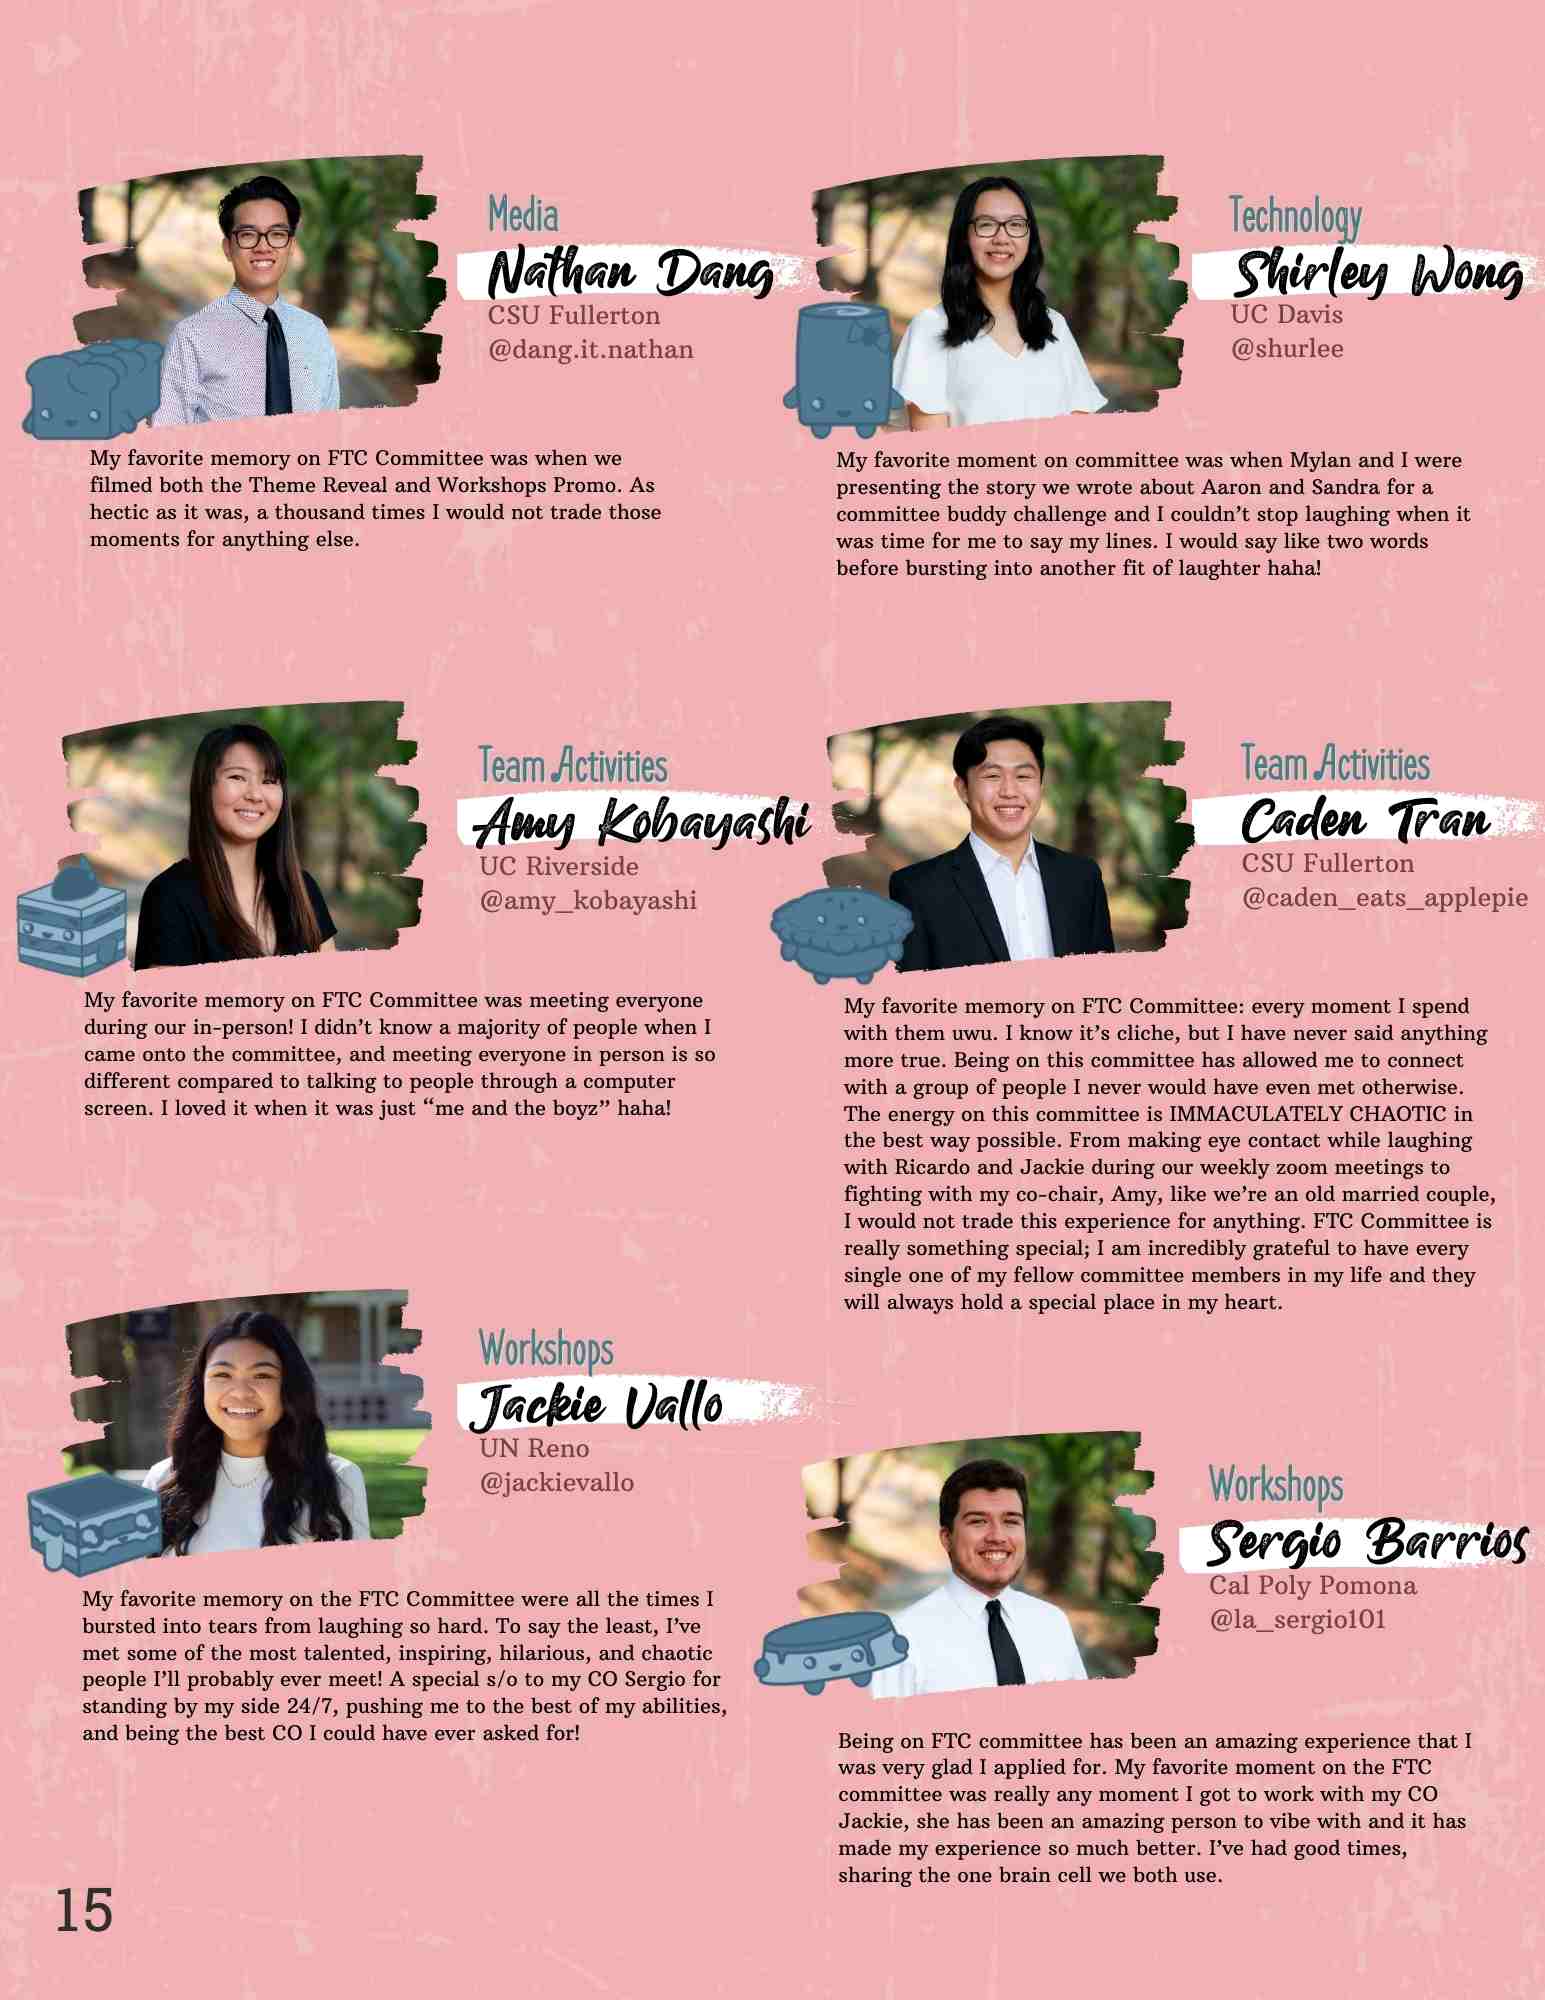 Media
Nathan Dang
CSU Fullerton
@dang.it.nathan
My favorite memory on FTC Committee was when we
filmed both the Theme Reveal and Workshops Promo. As
hectic as it was, a thousand times I would not trade those
moments for anything else.
Technology
Shirley Wong
UC Davis
@shurlee
My favorite moment on committee was when Mylan and I were
presenting the story we wrote about Aaron and Sandra for a
committee buddy challenge and I couldn't stop laughing when it
was time for me to say my lines. I would say like two words
before bursting into another fit of laughter haha!
Team Activities
Amy Kobayashi
UC Riverside
@amy_kobayashi
My favorite memory on FTC Committee was meeting everyone
during our in-person! I didn't know a majority of people when I
came onto the committee, and meeting everyone in person is so
different compared to talking to people through a computer
screen. I loved it when it was just “me and the boyz” haha!
Team Activities
Caden Tran
CSU Fullerton
@caden_eats_applepie
My favorite memory on FTC Committee: every moment I spend
with them uwu. I know it's cliche, but I have never said anything
more true. Being on this committee has allowed me to connect
with a group of people I never would have even met otherwise.
The energy on this committee is IMMACULATELY CHAOTIC in
the best way possible. From making eye contact while laughing
with Ricardo and Jackie during our weekly zoom meetings to
fighting with my co-chair, Amy, like we're an old married couple,
I would not trade this experience for anything. FTC Committee is
really something special; I am incredibly grateful to have every
single one of my fellow committee members in my life and they
will always hold a special place in my heart.
Workshops
Jackie Vallo
UN Reno
@jackievallo
My favorite memory on the FTC Committee were all the times I
bursted into tears from laughing so hard. To say the least, I've
met some of the most talented, inspiring, hilarious, and chaotic
people I'll probably ever meet! A special s/o to my CO Sergio for
standing by my side 24/7, pushing me to the best of my abilities,
and being the best CO I could have ever asked for!
Workshops
Sergio Barrios
Cal Poly Pomona
@la_sergio101
Being on FTC committee has been an amazing experience that I
was very glad I applied for. My favorite moment on the FTC
committee was really any moment I got to work with my CO
Jackie, she has been an amazing person to vibe with and it has
made my experience so much better. I've had good times,
sharing the one brain cell we both use.
15